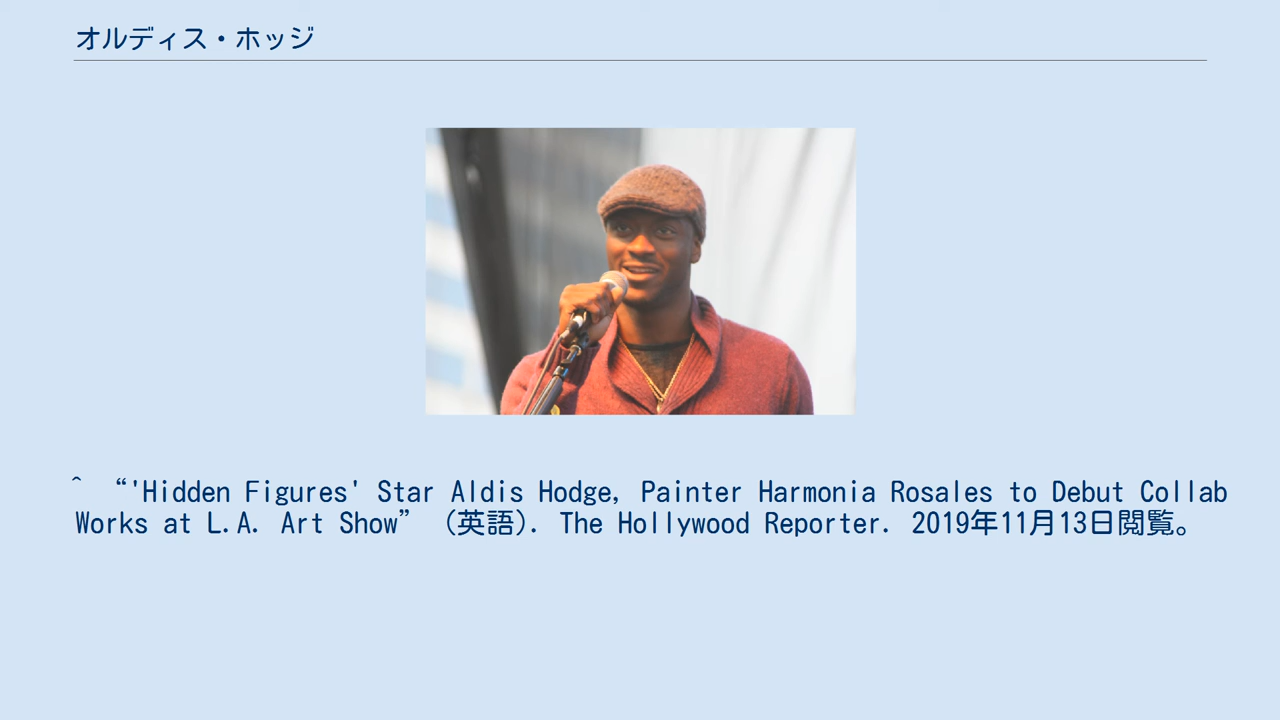 オルディス・ホッジ
^ “'Hidden Figures' Star Aldis Hodge, Painter Harmonia Rosales to Debut Collab
Works at L.A. Art Show” (英語). The Hollywood Reporter. 2019年11月13日閲覧。